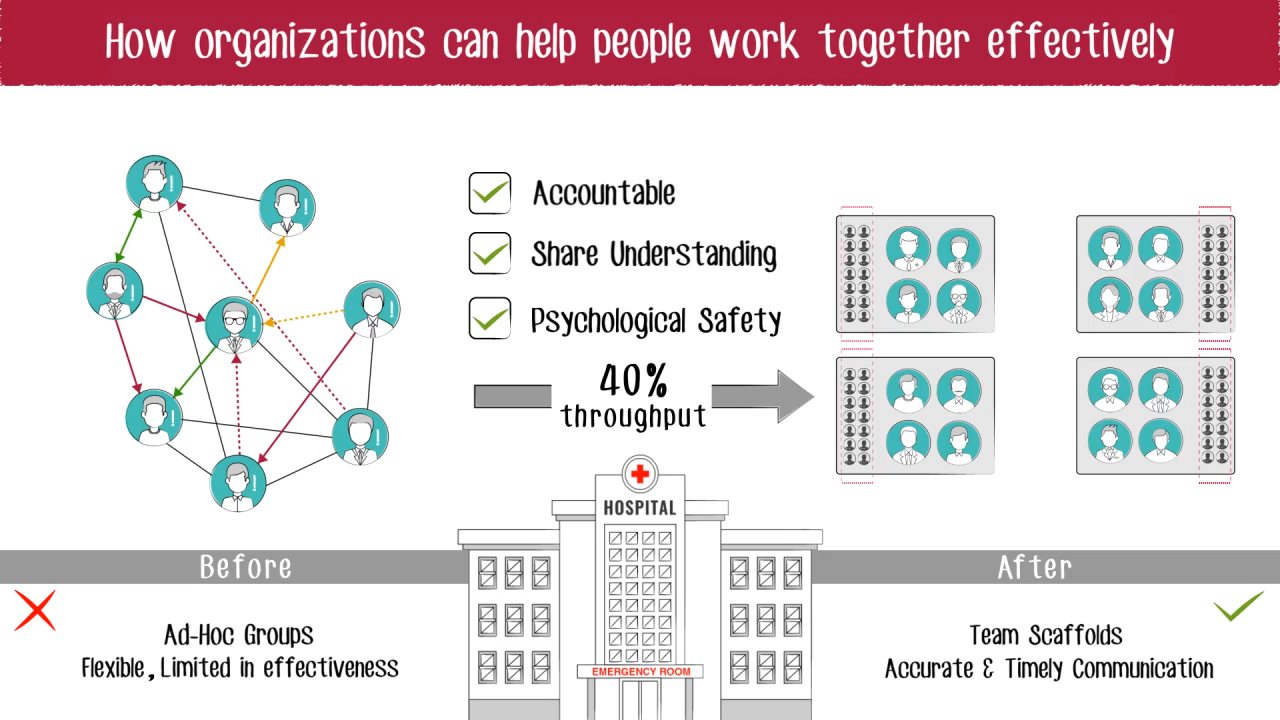 How organizations can help people work together effectively
Accountable
Share Understanding
Psychological Safety
40%
throughput
HOSPITAL
EMERGENCY ROOM
Before
Ad-Hoc Groups
Flexible, Limited in effectiveness
After
Team Scaffolds
Accurate & Timely Communication